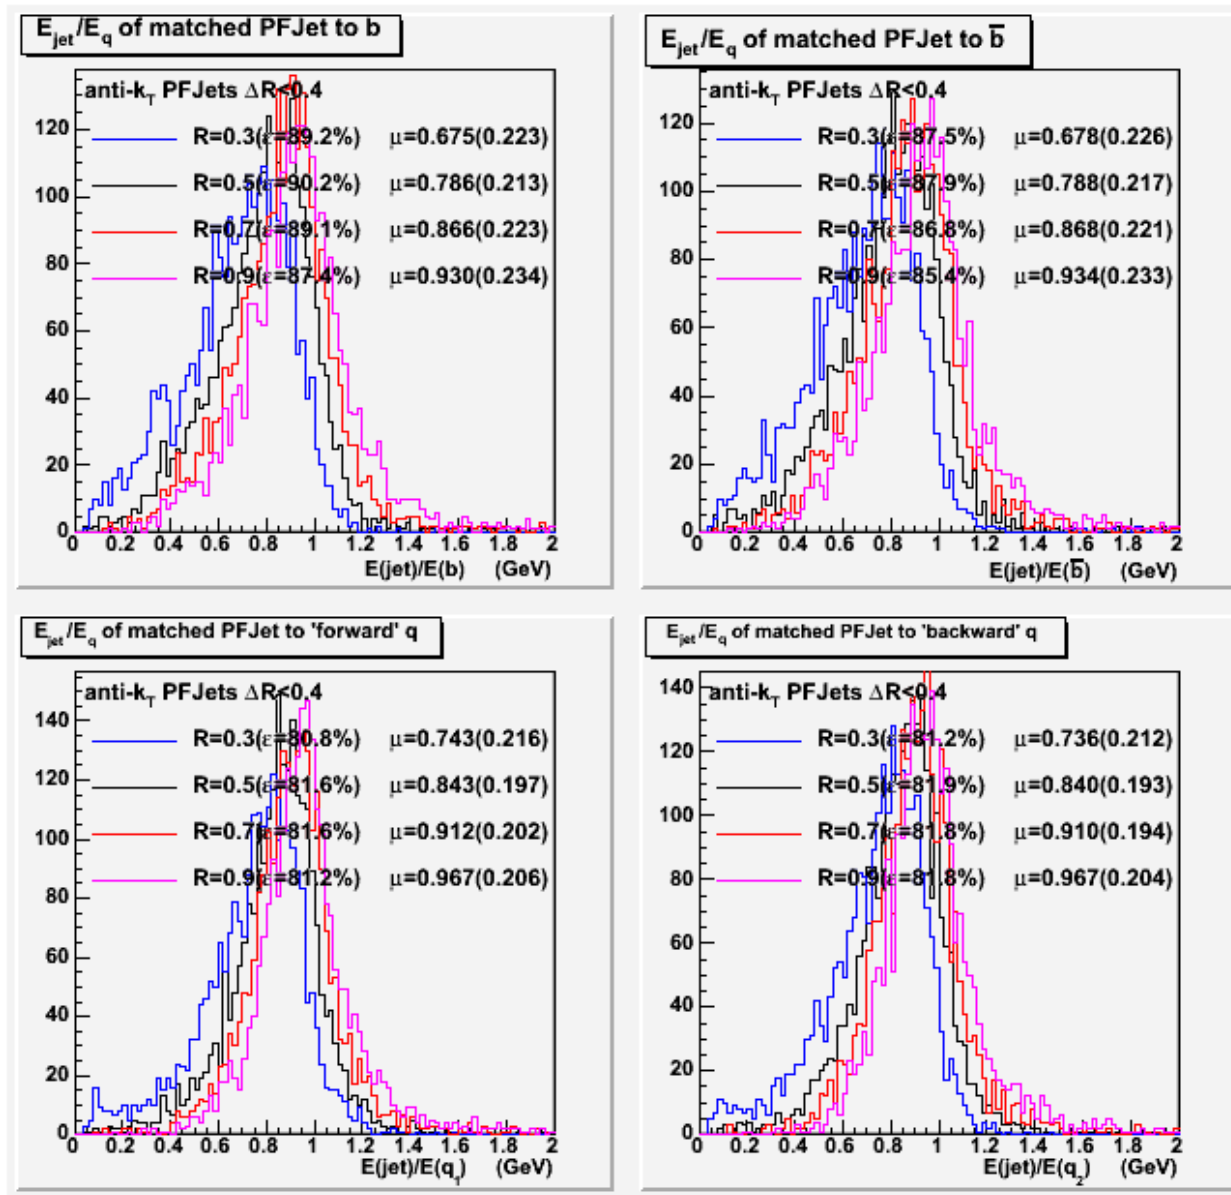 E_jet/E_q of matched PFJet to b
anti-k_T PFJets ΔR<0.4
R=0.3(ε=89.2%) μ=0.675(0.223)
R=0.5(ε=90.2%) μ=0.786(0.213)
R=0.7(ε=89.1%) μ=0.866(0.223)
R=0.9(ε=87.4%) μ=0.930(0.234)
120
100
80
60
40
20
0
0 0.2 0.4 0.6 0.8 1 1.2 1.4 1.6 1.8 2
E(jet)/E(b) (GeV)
E_jet/E_q of matched PFJet to b̅
anti-k_T PFJets ΔR<0.4
R=0.3(ε=87.5%) μ=0.678(0.226)
R=0.5(ε=87.9%) μ=0.788(0.217)
R=0.7(ε=86.8%) μ=0.868(0.221)
R=0.9(ε=85.4%) μ=0.934(0.233)
120
100
80
60
40
20
0
0 0.2 0.4 0.6 0.8 1 1.2 1.4 1.6 1.8 2
E(jet)/E(b̅) (GeV)
E_jet/E_q of matched PFJet to 'forward' q
anti-k_T PFJets ΔR<0.4
R=0.3(ε=80.8%) μ=0.743(0.216)
R=0.5(ε=81.6%) μ=0.843(0.197)
R=0.7(ε=81.6%) μ=0.912(0.202)
R=0.9(ε=81.2%) μ=0.967(0.206)
140
120
100
80
60
40
20
0
0 0.2 0.4 0.6 0.8 1 1.2 1.4 1.6 1.8 2
E(jet)/E(q_1) (GeV)
E_jet/E_q of matched PFJet to 'backward' q
anti-k_T PFJets ΔR<0.4
R=0.3(ε=81.2%) μ=0.736(0.212)
R=0.5(ε=81.9%) μ=0.840(0.193)
R=0.7(ε=81.8%) μ=0.910(0.194)
R=0.9(ε=81.8%) μ=0.967(0.204)
140
120
100
80
60
40
20
0
0 0.2 0.4 0.6 0.8 1 1.2 1.4 1.6 1.8 2
E(jet)/E(q_2) (GeV)